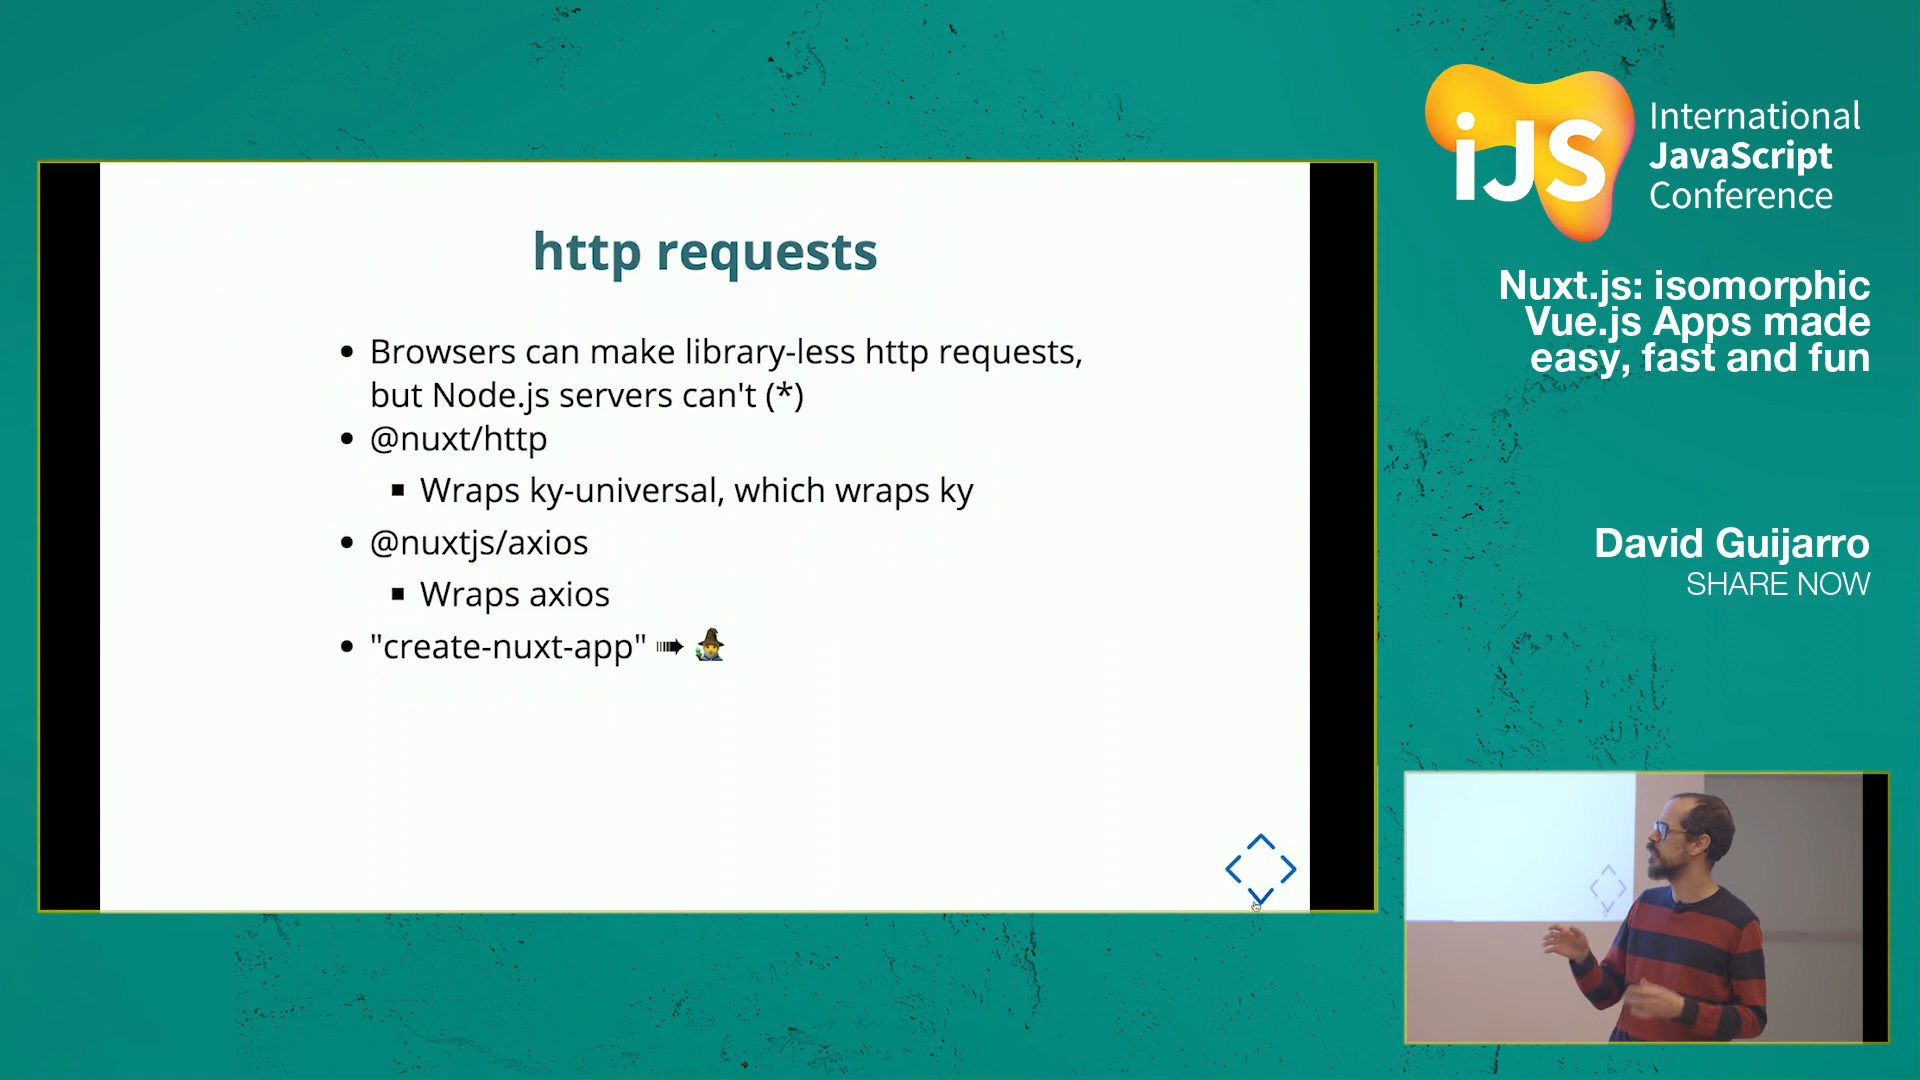 http requests
• Browsers can make library-less http requests,
but Node.js servers can't (*)
• @nuxt/http
▪ Wraps ky-universal, which wraps ky
• @nuxtjs/axios
▪ Wraps axios
• "create-nuxt-app" ➠ 🧙
iJS
International
JavaScript
Conference
Nuxt.js: isomorphic
Vue.js Apps made
easy, fast and fun
David Guijarro
SHARE NOW